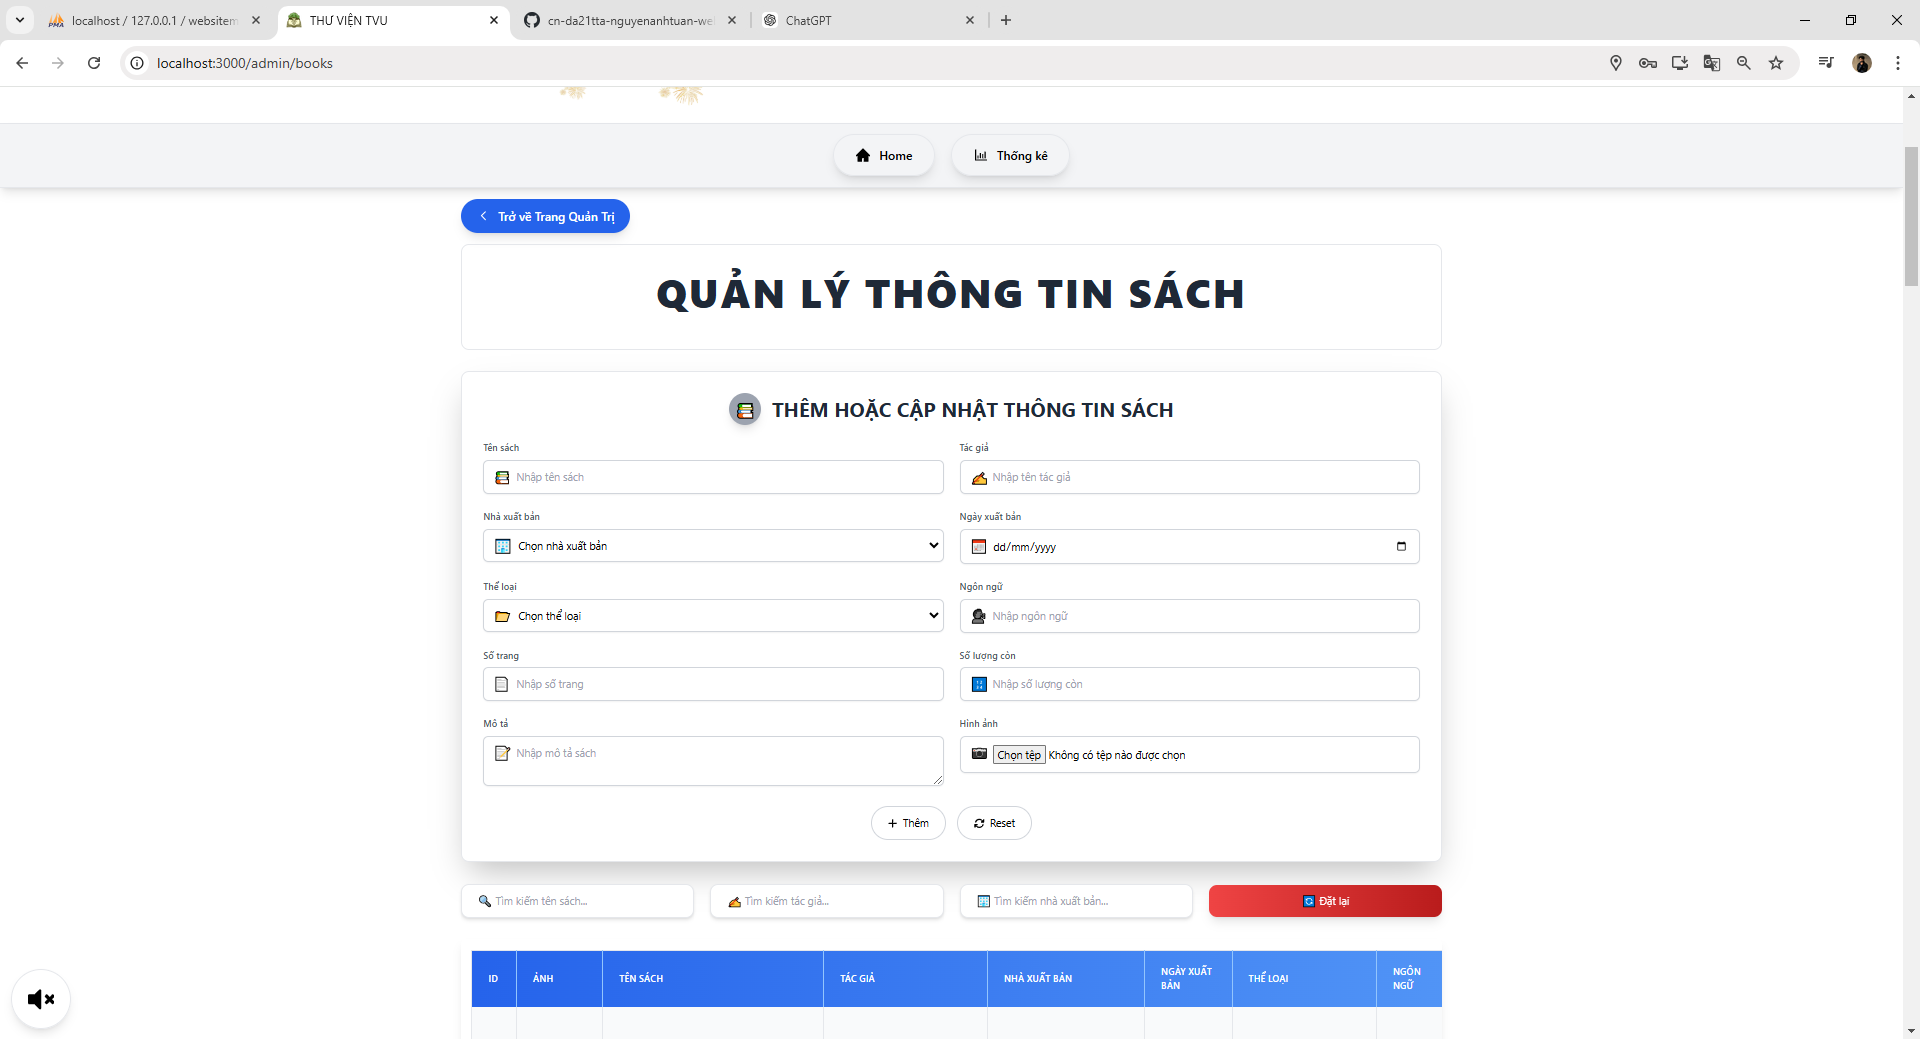 localhost / 127.0.0.1 / websitem
THƯ VIỆN TVU
cn-da21tta-nguyenanhtuan-we
ChatGPT
localhost:3000/admin/books
Home
Thống kê
Trở về Trang Quản Trị
QUẢN LÝ THÔNG TIN SÁCH
THÊM HOẶC CẬP NHẬT THÔNG TIN SÁCH
Tên sách
Tác giả
Nhập tên sách
Nhập tên tác giả
Nhà xuất bản
Ngày xuất bản
Chọn nhà xuất bản
dd/mm/yyyy
Thể loại
Ngôn ngữ
Chọn thể loại
Nhập ngôn ngữ
Số trang
Số lượng còn
Nhập số trang
Nhập số lượng còn
Mô tả
Hình ảnh
Nhập mô tả sách
Chọn tệp Không có tệp nào được chọn
Thêm
Reset
Tìm kiếm tên sách...
Tìm kiếm tác giả...
Tìm kiếm nhà xuất bản...
Đặt lại
ID
ẢNH
TÊN SÁCH
TÁC GIẢ
NHÀ XUẤT BẢN
NGÀY XUẤT
BẢN
THỂ LOẠI
NGÔN
NGỮ